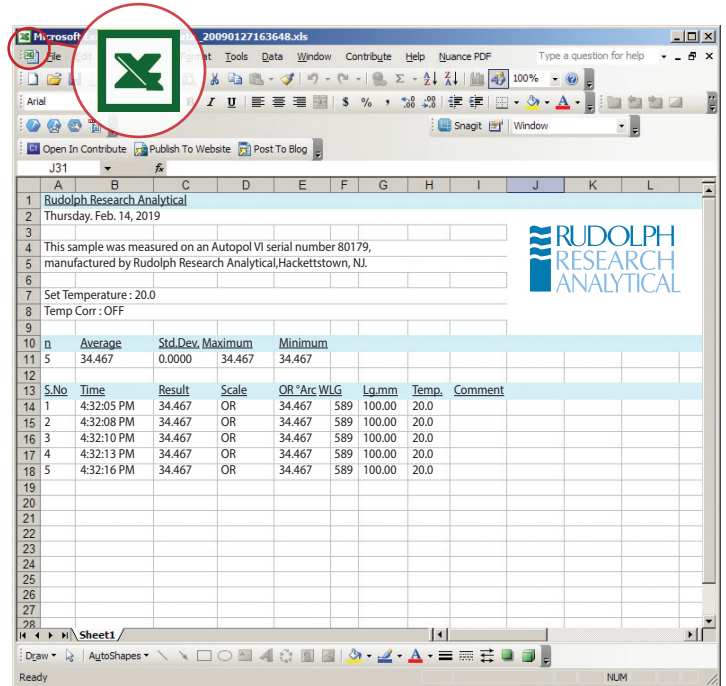 Microsoft 20090127163648.xls
File Format Tools Data Window Contribute Help Nuance PDF Type a question for help
100%
Arial B I U $ % ,
Snagit Window
Open In Contribute Publish To Website Post To Blog
J31 fx
A B C D E F G H I J K L
1 Rudolph Research Analytical
2 Thursday. Feb. 14, 2019
3
4 This sample was measured on an Autopol VI serial number 80179,
5 manufactured by Rudolph Research Analytical,Hackettstown, NJ.
RUDOLPH
RESEARCH
ANALYTICAL
6
7 Set Temperature : 20.0
8 Temp Corr : OFF
9
10 n Average Std.Dev. Maximum Minimum
11 5 34.467 0.0000 34.467 34.467
12
13 S.No Time Result Scale OR °Arc WLG Lg.mm Temp. Comment
14 1 4:32:05 PM 34.467 OR 34.467 589 100.00 20.0
15 2 4:32:08 PM 34.467 OR 34.467 589 100.00 20.0
16 3 4:32:10 PM 34.467 OR 34.467 589 100.00 20.0
17 4 4:32:13 PM 34.467 OR 34.467 589 100.00 20.0
18 5 4:32:16 PM 34.467 OR 34.467 589 100.00 20.0
19
20
21
22
23
24
25
26
27
28
Sheet1
Draw AutoShapes
Ready NUM